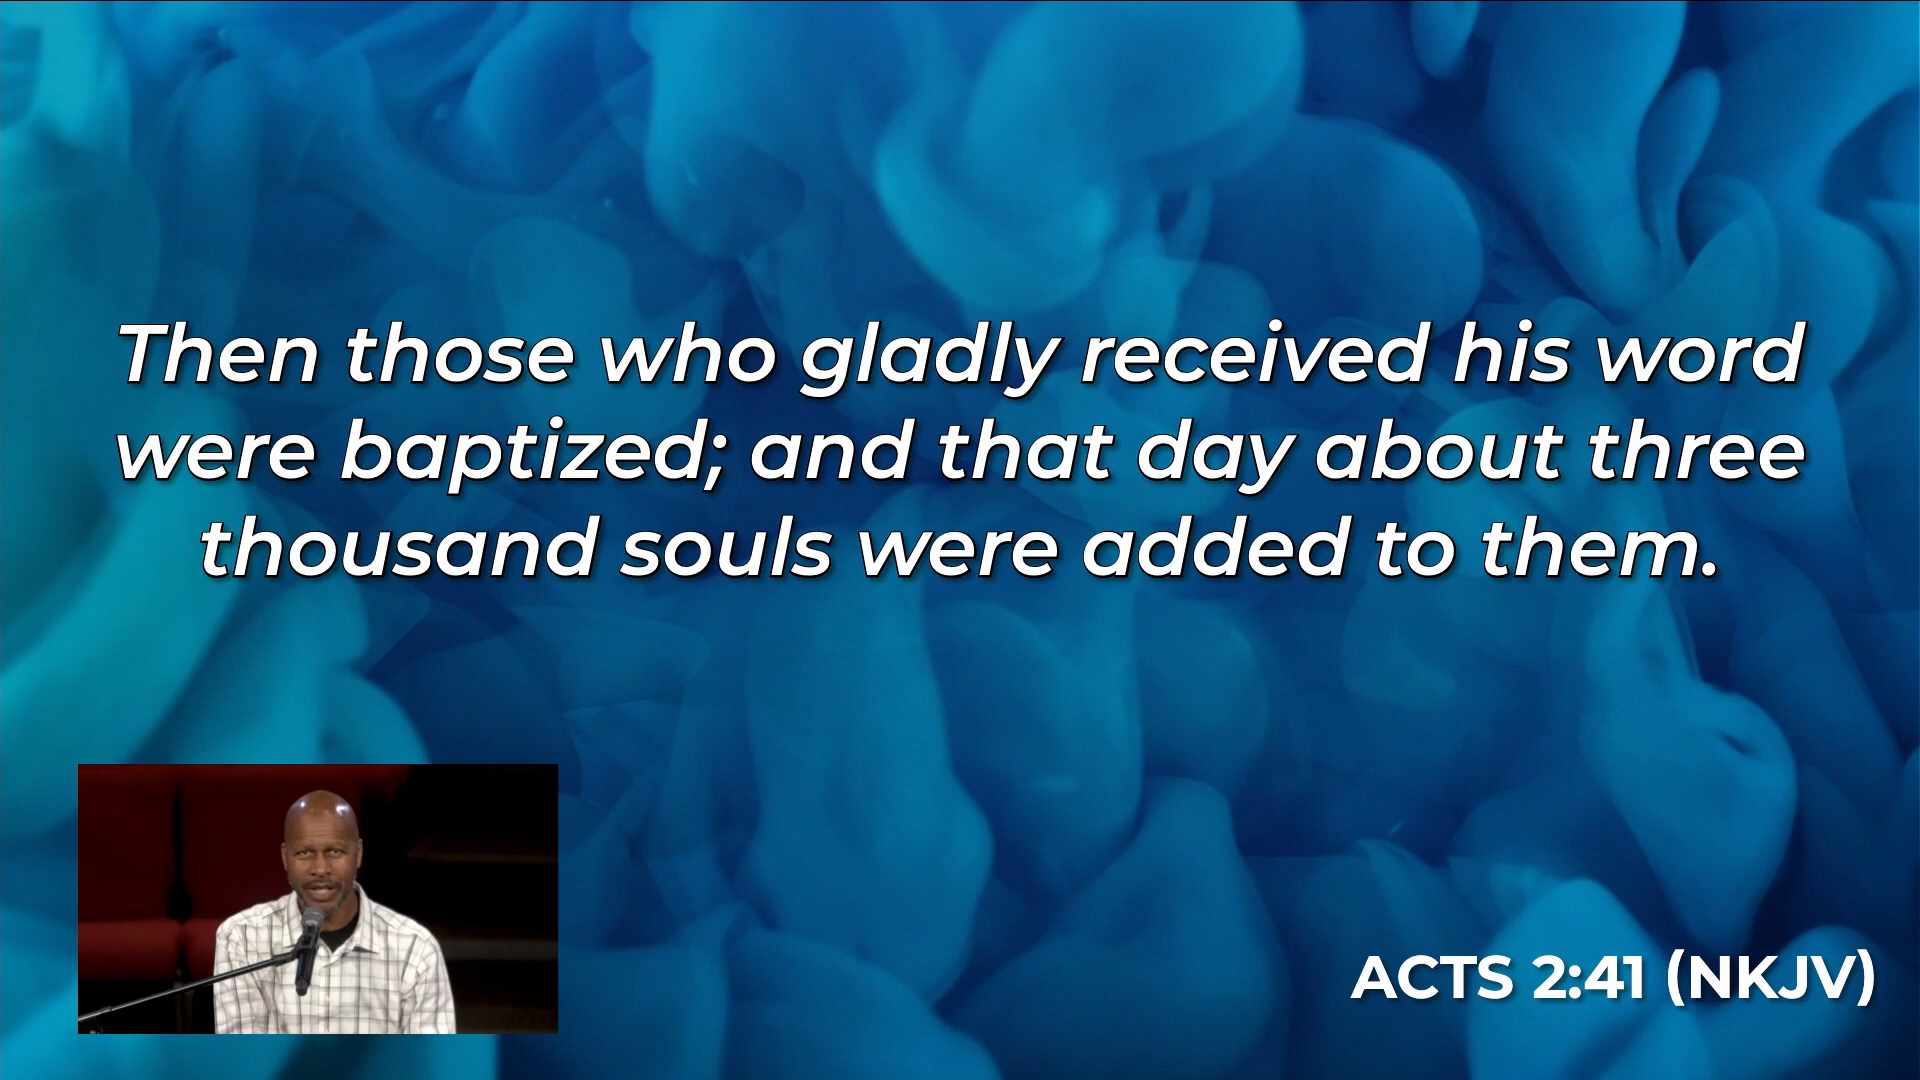 Then those who gladly received his word
were baptized; and that day about three
thousand souls were added to them.
ACTS 2:41 (NKJV)